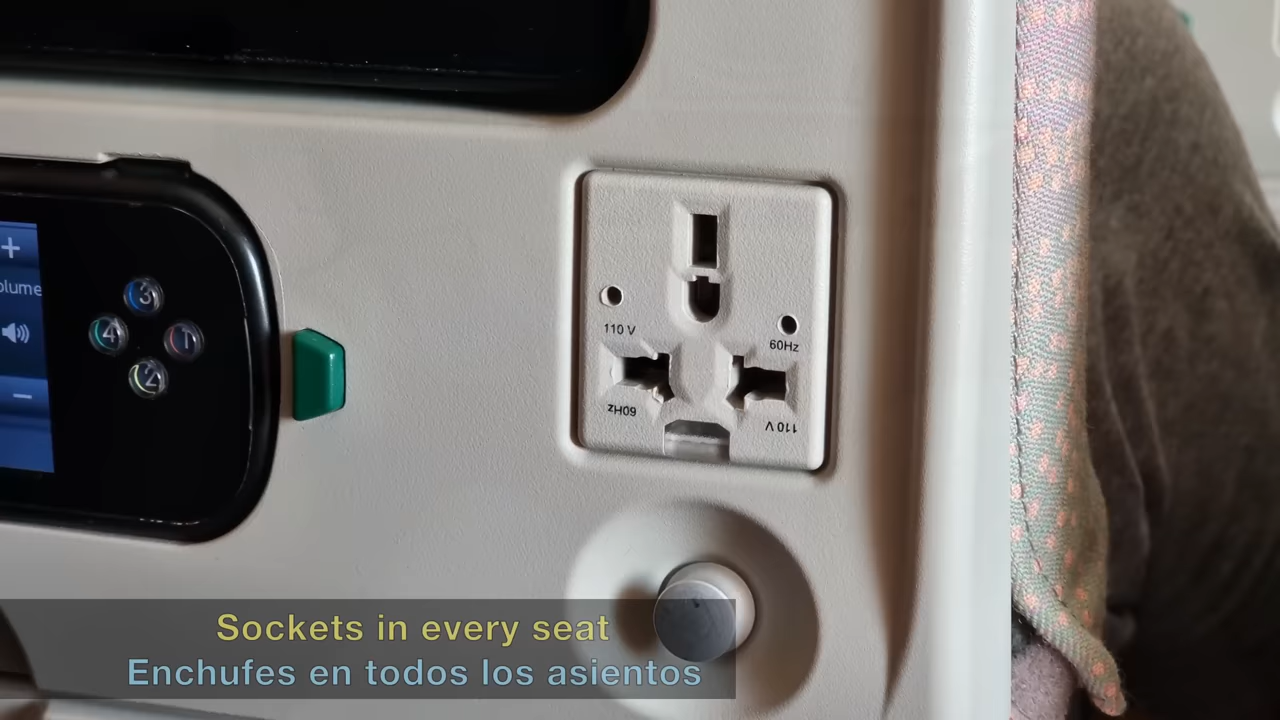 +
olume
−
3
4
1
2
110 V
60Hz
60Hz
110 V
Sockets in every seat
Enchufes en todos los asientos